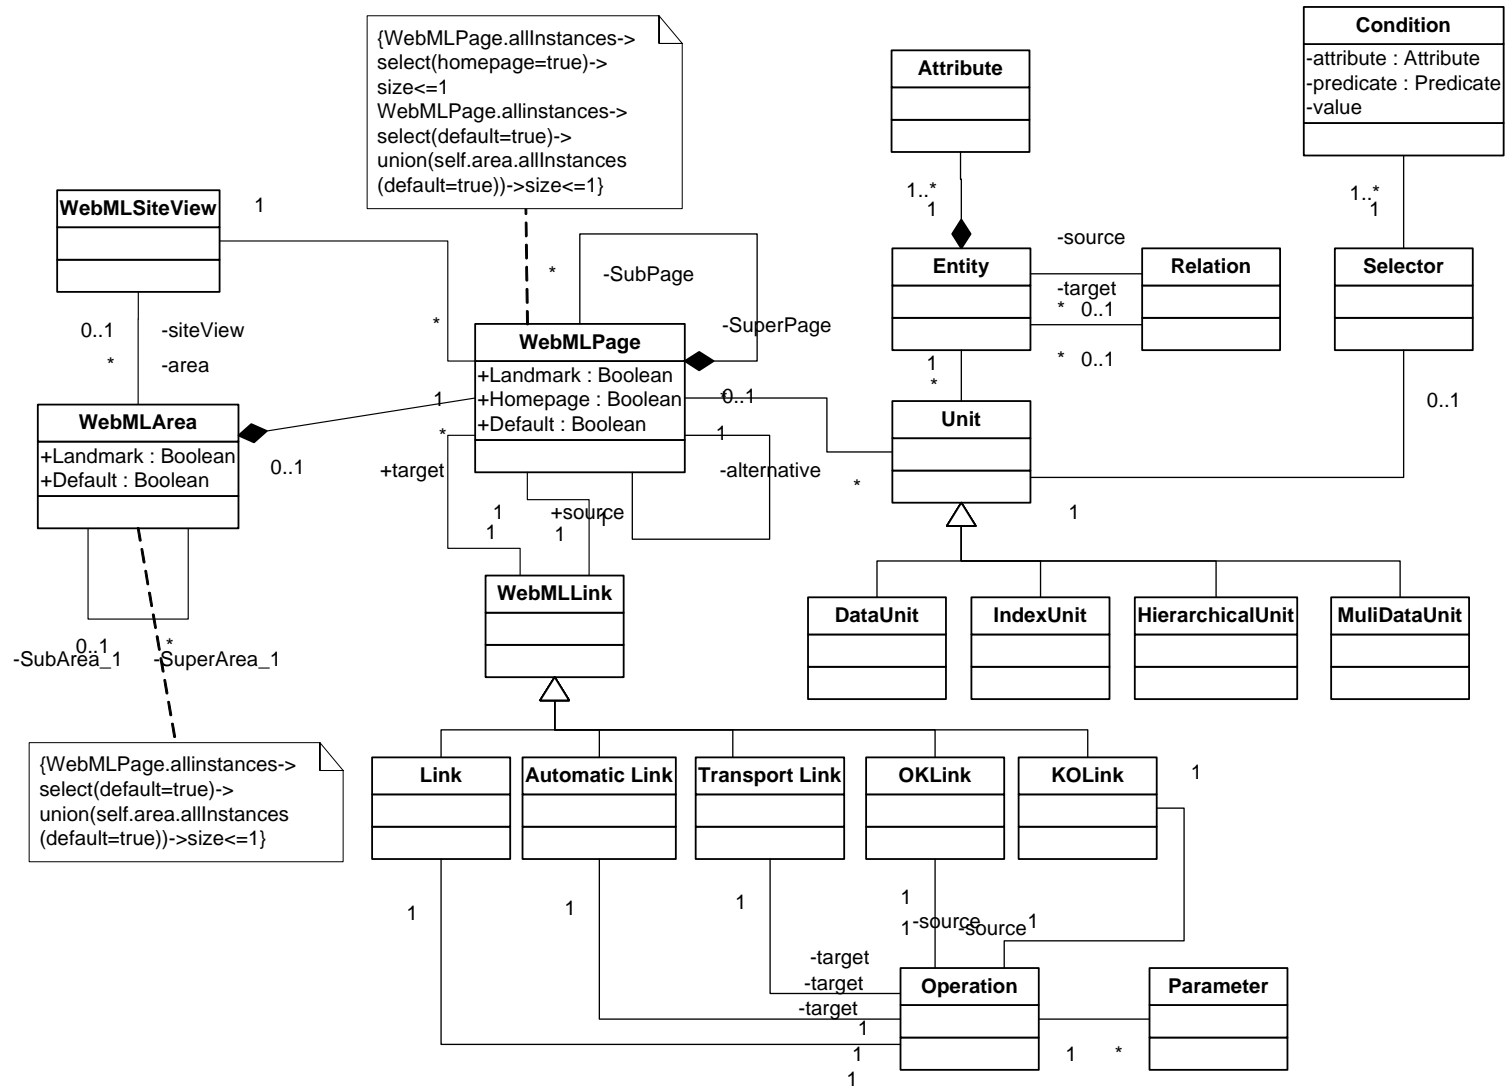 {WebMLPage.allInstances->
select(homepage=true)->
size<=1
WebMLPage.allinstances->
select(default=true)->
union(self.area.allInstances
(default=true))->size<=1}
Attribute
Condition
-attribute : Attribute
-predicate : Predicate
-value
WebMLSiteView
1
1..*
1
1..*
1
Entity
-source
-target
* 0..1
* 0..1
Relation
Selector
*
-SubPage
-SuperPage
0..1
-siteView
*
-area
*
WebMLPage
+Landmark : Boolean
+Homepage : Boolean
+Default : Boolean
1
*
0..1
*
0..1
1
-alternative
*
1
*
Unit
0..1
1
WebMLArea
+Landmark : Boolean
+Default : Boolean
0..1
+target
1
1
+source
1
1
0..1
*
-SubArea_1
-SuperArea_1
WebMLLink
DataUnit
IndexUnit
HierarchicalUnit
MuliDataUnit
{WebMLPage.allinstances->
select(default=true)->
union(self.area.allInstances
(default=true))->size<=1}
Link
Automatic Link
Transport Link
OKLink
KOLink
1
1
1
1
1
1
-source
-source
1
-target
-target
-target
1
1
1
Operation
1
*
Parameter